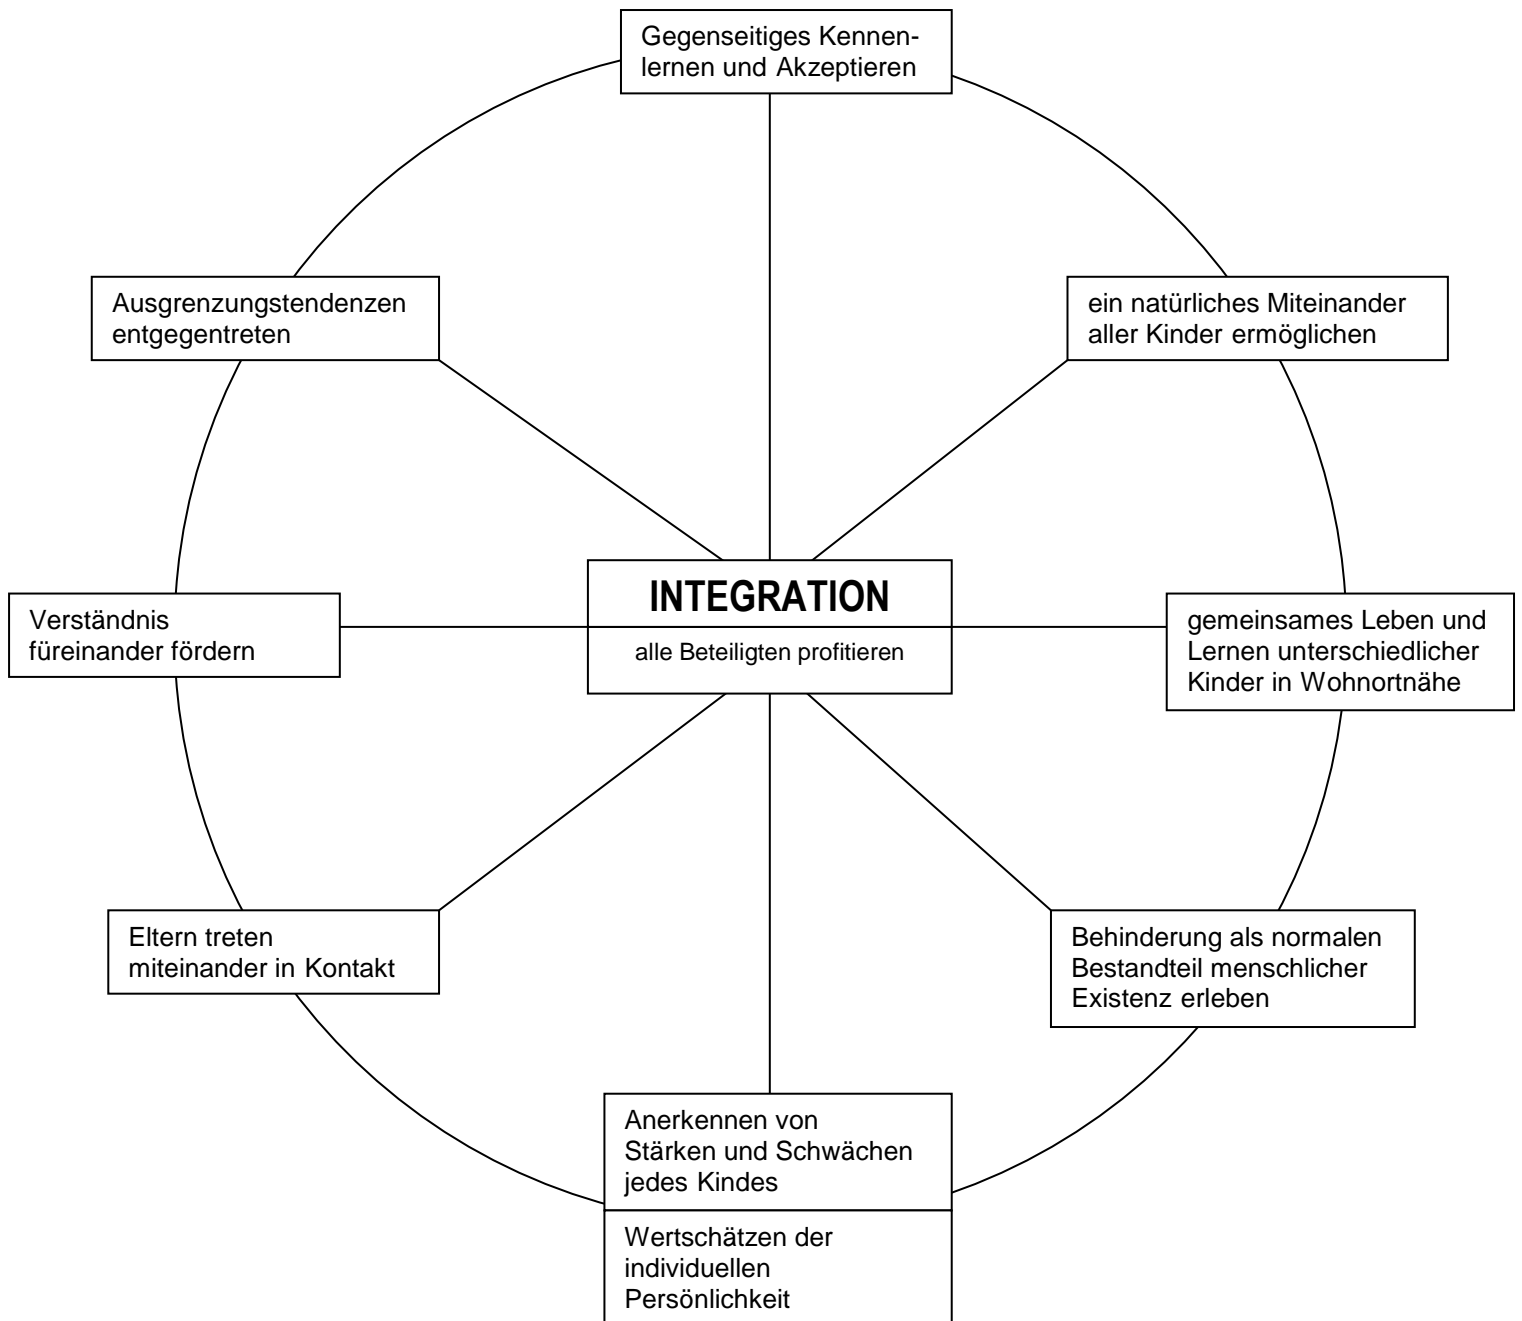 Gegenseitiges Kennen-
lernen und Akzeptieren
Ausgrenzungstendenzen
entgegentreten
ein natürliches Miteinander
aller Kinder ermöglichen
INTEGRATION
alle Beteiligten profitieren
Verständnis
füreinander fördern
gemeinsames Leben und
Lernen unterschiedlicher
Kinder in Wohnortnähe
Eltern treten
miteinander in Kontakt
Behinderung als normalen
Bestandteil menschlicher
Existenz erleben
Anerkennen von
Stärken und Schwächen
jedes Kindes
Wertschätzen der
individuellen
Persönlichkeit